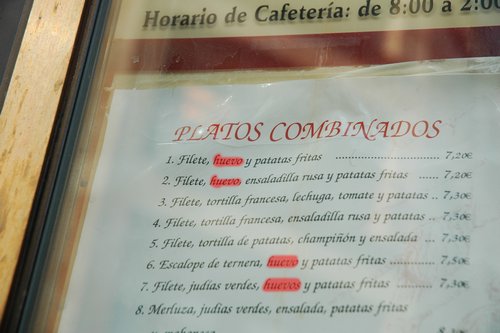 Horario de Cafetería: de 8:00 a 2:00
PLATOS COMBINADOS
1. Filete, huevo y patatas fritas ........................ 7,20€
2. Filete, huevo, ensaladilla rusa y patatas fritas ....... 7,20€
3. Filete, tortilla francesa, lechuga, tomate y patatas .. 7,30€
4. Filete, tortilla francesa, ensaladilla rusa y patatas .. 7,30€
5. Filete, tortilla de patatas, champiñón y ensalada ... 7,30€
6. Escalope de ternera, huevo y patatas fritas ....... 7,50€
7. Filete, judías verdes, huevos y patatas fritas ....... 7,30€
8. Merluza, judías verdes, ensalada, patatas fritas